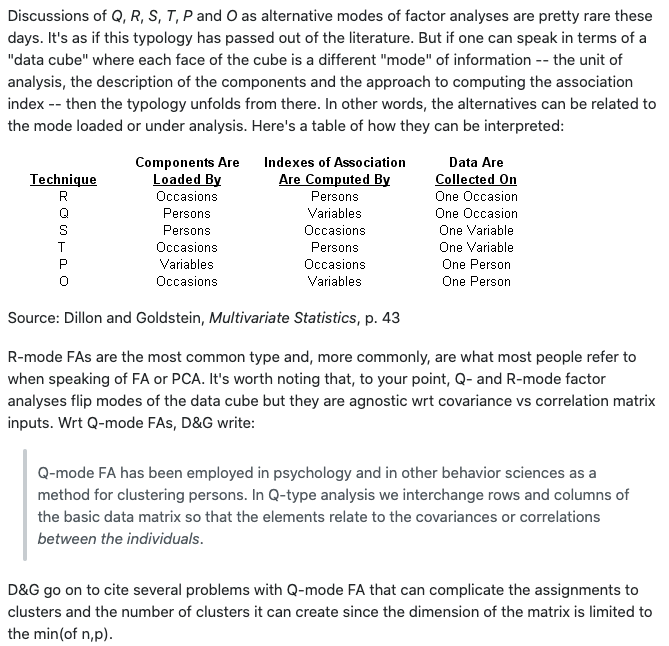 Discussions of Q, R, S, T, P and O as alternative modes of factor analyses are pretty rare these
days. It's as if this typology has passed out of the literature. But if one can speak in terms of a
"data cube" where each face of the cube is a different "mode" of information -- the unit of
analysis, the description of the components and the approach to computing the association
index -- then the typology unfolds from there. In other words, the alternatives can be related to
the mode loaded or under analysis. Here's a table of how they can be interpreted:
Components Are Indexes of Association Data Are
Technique Loaded By Are Computed By Collected On
R Occasions Persons One Occasion
Q Persons Variables One Occasion
S Persons Occasions One Variable
T Occasions Persons One Variable
P Variables Occasions One Person
O Occasions Variables One Person
Source: Dillon and Goldstein, Multivariate Statistics, p. 43
R-mode FAs are the most common type and, more commonly, are what most people refer to
when speaking of FA or PCA. It's worth noting that, to your point, Q- and R-mode factor
analyses flip modes of the data cube but they are agnostic wrt covariance vs correlation matrix
inputs. Wrt Q-mode FAs, D&G write:
Q-mode FA has been employed in psychology and in other behavior sciences as a
method for clustering persons. In Q-type analysis we interchange rows and columns of
the basic data matrix so that the elements relate to the covariances or correlations
between the individuals.
D&G go on to cite several problems with Q-mode FA that can complicate the assignments to
clusters and the number of clusters it can create since the dimension of the matrix is limited to
the min(of n,p).